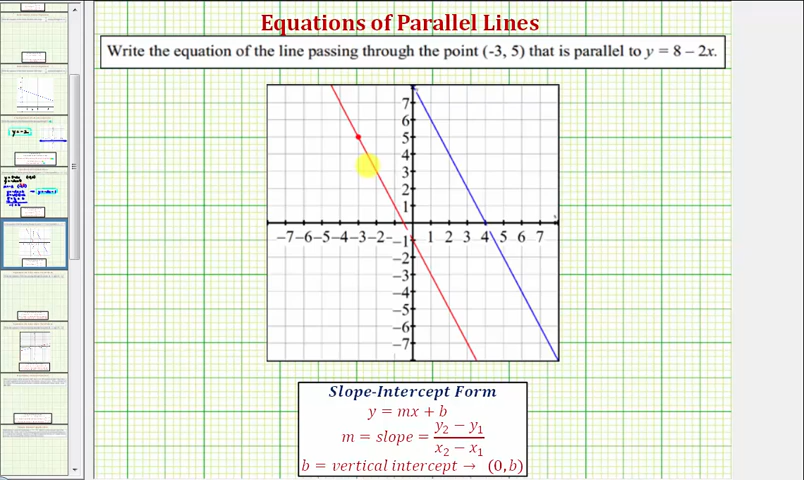 Equations of Parallel Lines
Write the equation of the line passing through the point (-3, 5) that is parallel to y = 8 – 2x.
7
6
5
4
3
2
1
−7 −6 −5 −4 −3 −2 − 1 2 3 4 5 6 7
−1
−2
−3
−4
−5
−6
−7
Slope-Intercept Form
y = mx + b
m = slope = y₂ − y₁ / x₂ − x₁
b = vertical intercept → (0, b)